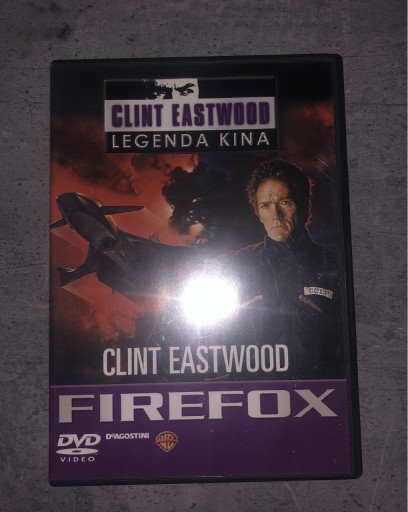 CLINT EASTWOOD
LEGENDA KINA
CLINT EASTWOOD
FIREFOX
DVD
VIDEO
DEAGOSTINI